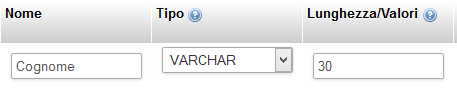 Nome Tipo Lunghezza/Valori
Cognome VARCHAR 30